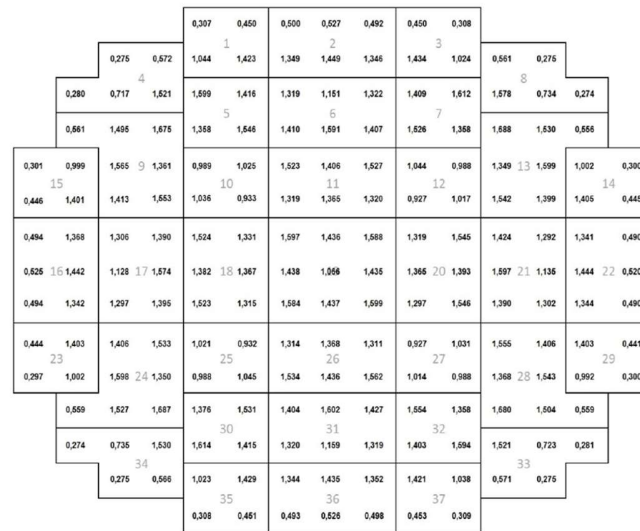 0,307 0,450 0,500 0,527 0,492 0,450 0,308
1 2 3
0,275 0,572 1,044 1,423 1,349 1,449 1,346 1,434 1,024 0,561 0,275
4 8
0,280 0,717 1,521 1,599 1,416 1,319 1,151 1,322 1,409 1,612 1,578 0,734 0,274
5 6 7
0,561 1,495 1,675 1,358 1,546 1,410 1,591 1,407 1,526 1,358 1,688 1,530 0,556
0,301 0,999 1,565 9 1,361 0,989 1,025 1,523 1,406 1,527 1,044 0,988 1,349 13 1,599 1,002 0,300
15 10 11 12 14
0,446 1,401 1,413 1,553 1,036 0,933 1,319 1,365 1,320 0,927 1,017 1,542 1,399 1,405 0,445
0,494 1,368 1,306 1,390 1,524 1,331 1,597 1,436 1,588 1,319 1,545 1,424 1,292 1,341 0,490
0,525 16 1,442 1,128 17 1,574 1,382 18 1,367 1,438 1,435 1,365 20 1,393 1,597 21 1,135 1,444 22 0,520
0,494 1,342 1,297 1,395 1,523 1,315 1,584 1,437 1,599 1,297 1,546 1,390 1,302 1,344 0,490
0,444 1,403 1,406 1,533 1,021 0,932 1,314 1,368 1,311 0,927 1,031 1,555 1,406 1,403 0,441
23 25 26 27 29
0,297 1,002 1,598 24 1,350 0,988 1,045 1,534 1,436 1,562 1,014 0,988 1,368 28 1,543 0,992 0,300
0,559 1,527 1,687 1,376 1,531 1,404 1,602 1,427 1,554 1,358 1,680 1,504 0,559
30 31 32
0,274 0,735 1,530 1,614 1,415 1,320 1,159 1,319 1,403 1,594 1,521 0,723 0,281
34 33
0,275 0,566 1,023 1,429 1,344 1,435 1,352 1,421 1,038 0,571 0,275
35 36 37
0,308 0,451 0,493 0,526 0,498 0,453 0,309